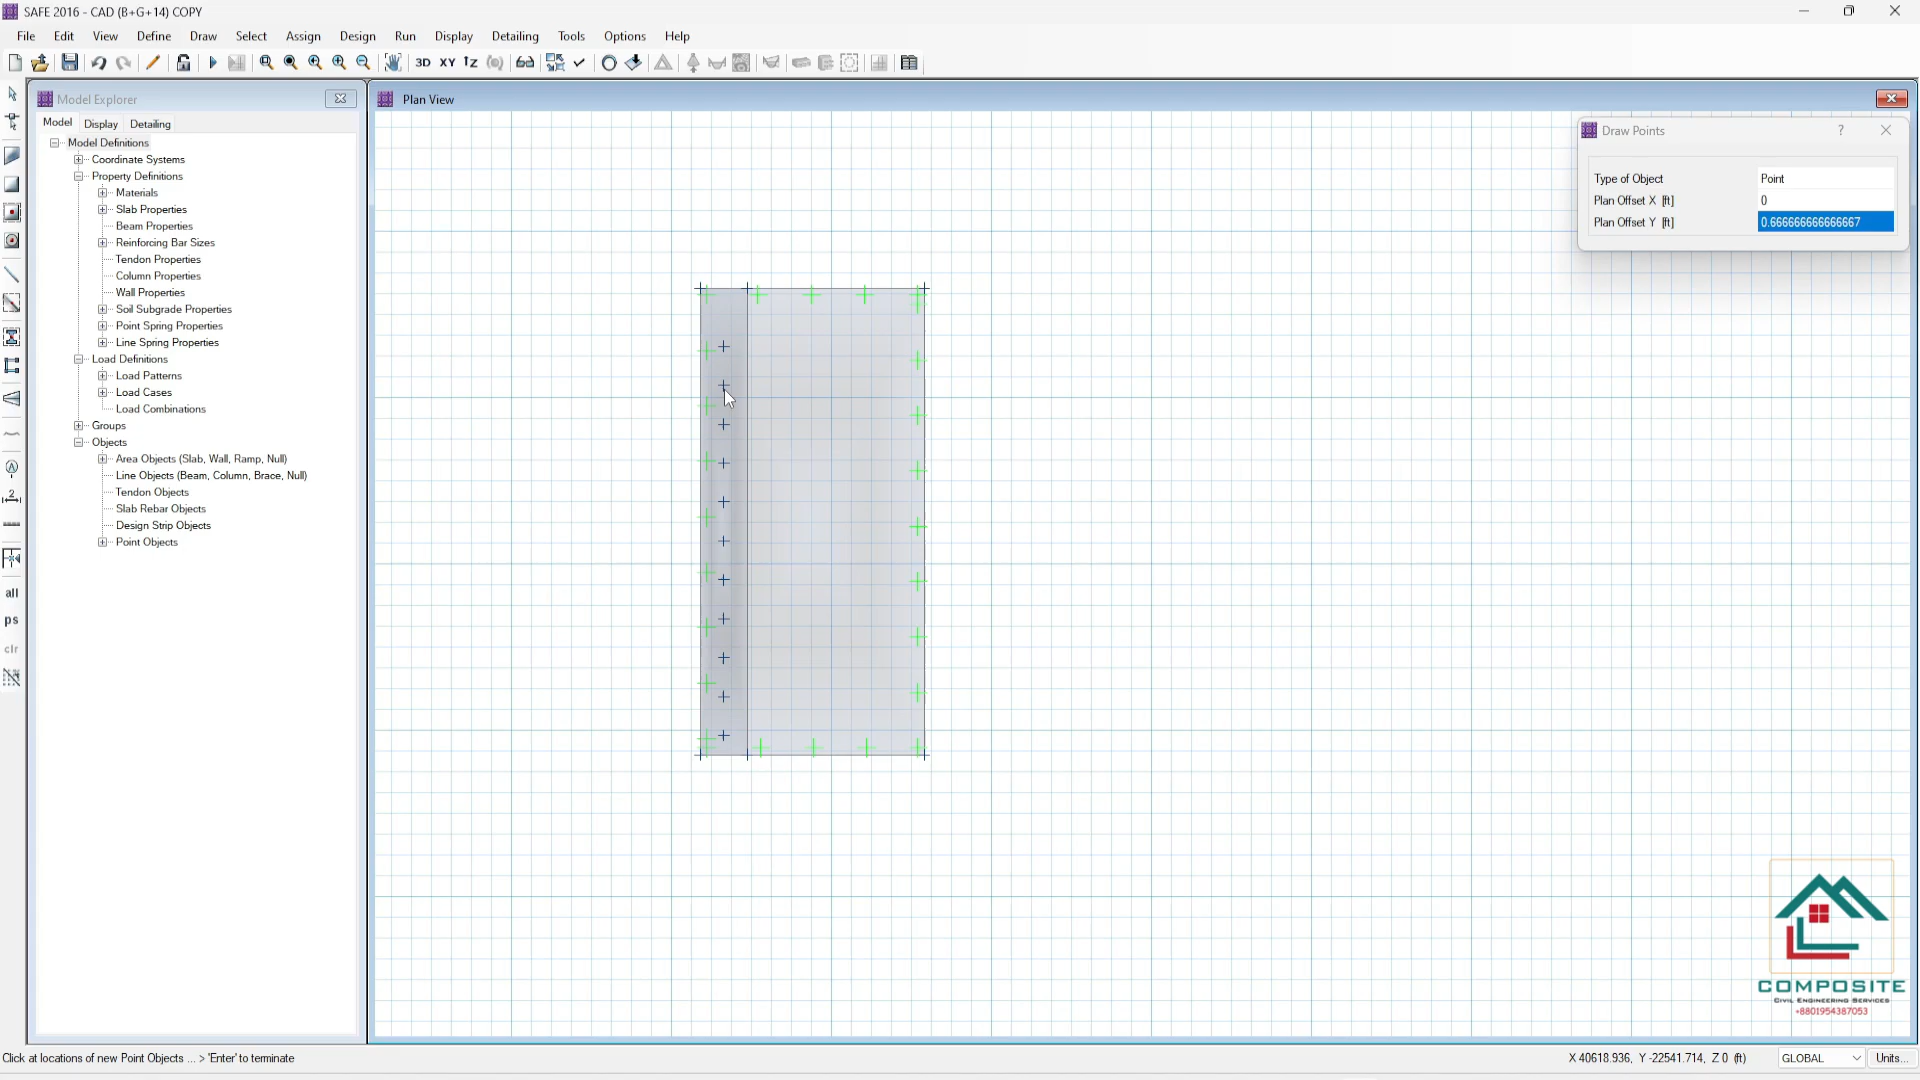 SAFE 2016 - CAD (B+G+14) COPY
File Edit View Define Draw Select Assign Design Run Display Detailing Tools Options Help
3D XY
Model Explorer
Model Display Detailing
Model Definitions
Coordinate Systems
Property Definitions
Materials
Slab Properties
Beam Properties
Reinforcing Bar Sizes
Tendon Properties
Column Properties
Wall Properties
Soil Subgrade Properties
Point Spring Properties
Line Spring Properties
Load Definitions
Load Patterns
Load Cases
Load Combinations
Groups
Objects
Area Objects (Slab, Wall, Ramp, Null)
Line Objects (Beam, Column, Brace, Null)
Tendon Objects
Slab Rebar Objects
Design Strip Objects
Point Objects
all
ps
clr
Plan View
Draw Points ?
Type of Object Point
Plan Offset X [ft] 0
Plan Offset Y [ft] 0.666666666666667
COMPOSITE
CIVIL ENGINEERING SERVICES
+8801954387053
Click at locations of new Point Objects ... > 'Enter' to terminate
X 40618.936, Y -22541.714, Z 0 (ft)
GLOBAL
Units...